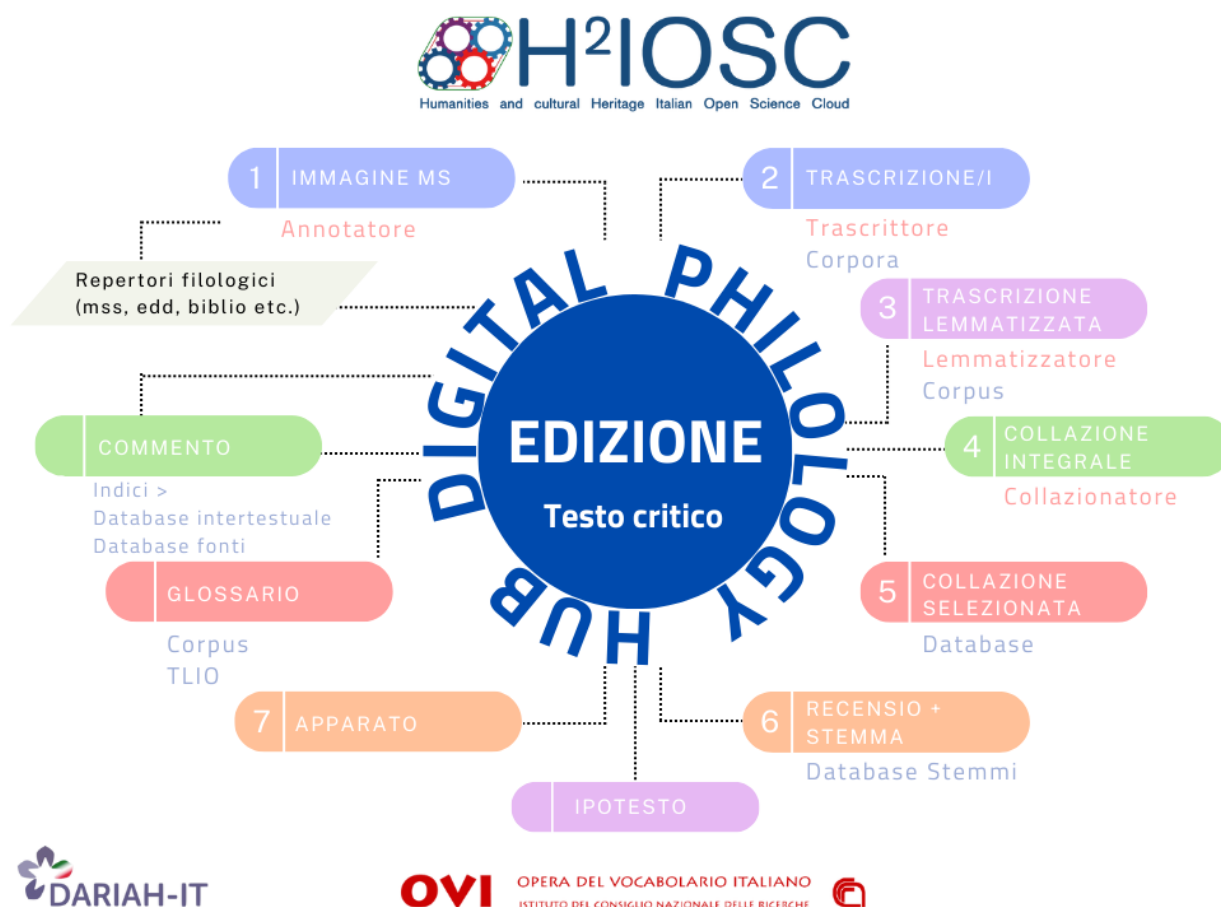 H²IOSC
Humanities and cultural Heritage Italian Open Science Cloud
1 IMMAGINE MS
Annotatore
Repertori filologici
(mss, edd, biblio etc.)
2 TRASCRIZIONE/I
Trascrittore
Corpora
3 TRASCRIZIONE
LEMMATIZZATA
Lemmatizzatore
Corpus
4 COLLAZIONE
INTEGRALE
Collazionatore
DIGITAL PHILOLOGY HUB
EDIZIONE
Testo critico
COMMENTO
Indici >
Database intertestuale
Database fonti
GLOSSARIO
Corpus
TLIO
5 COLLAZIONE
SELEZIONATA
Database
6 RECENSIO +
STEMMA
Database Stemmi
7 APPARATO
IPOTESTO
DARIAH-IT
OVI
OPERA DEL VOCABOLARIO ITALIANO
ISTITUTO DEL CONSIGLIO NAZIONALE DELLE RICERCHE